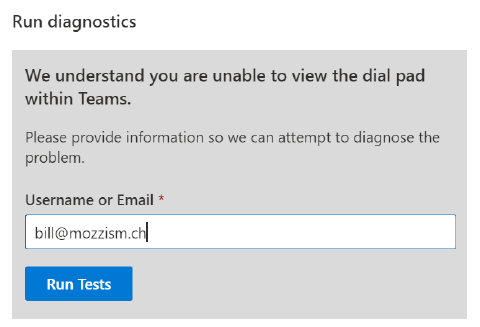 Run diagnostics
We understand you are unable to view the dial pad
within Teams.
Please provide information so we can attempt to diagnose the
problem.
Username or Email *
bill@mozzism.ch
Run Tests